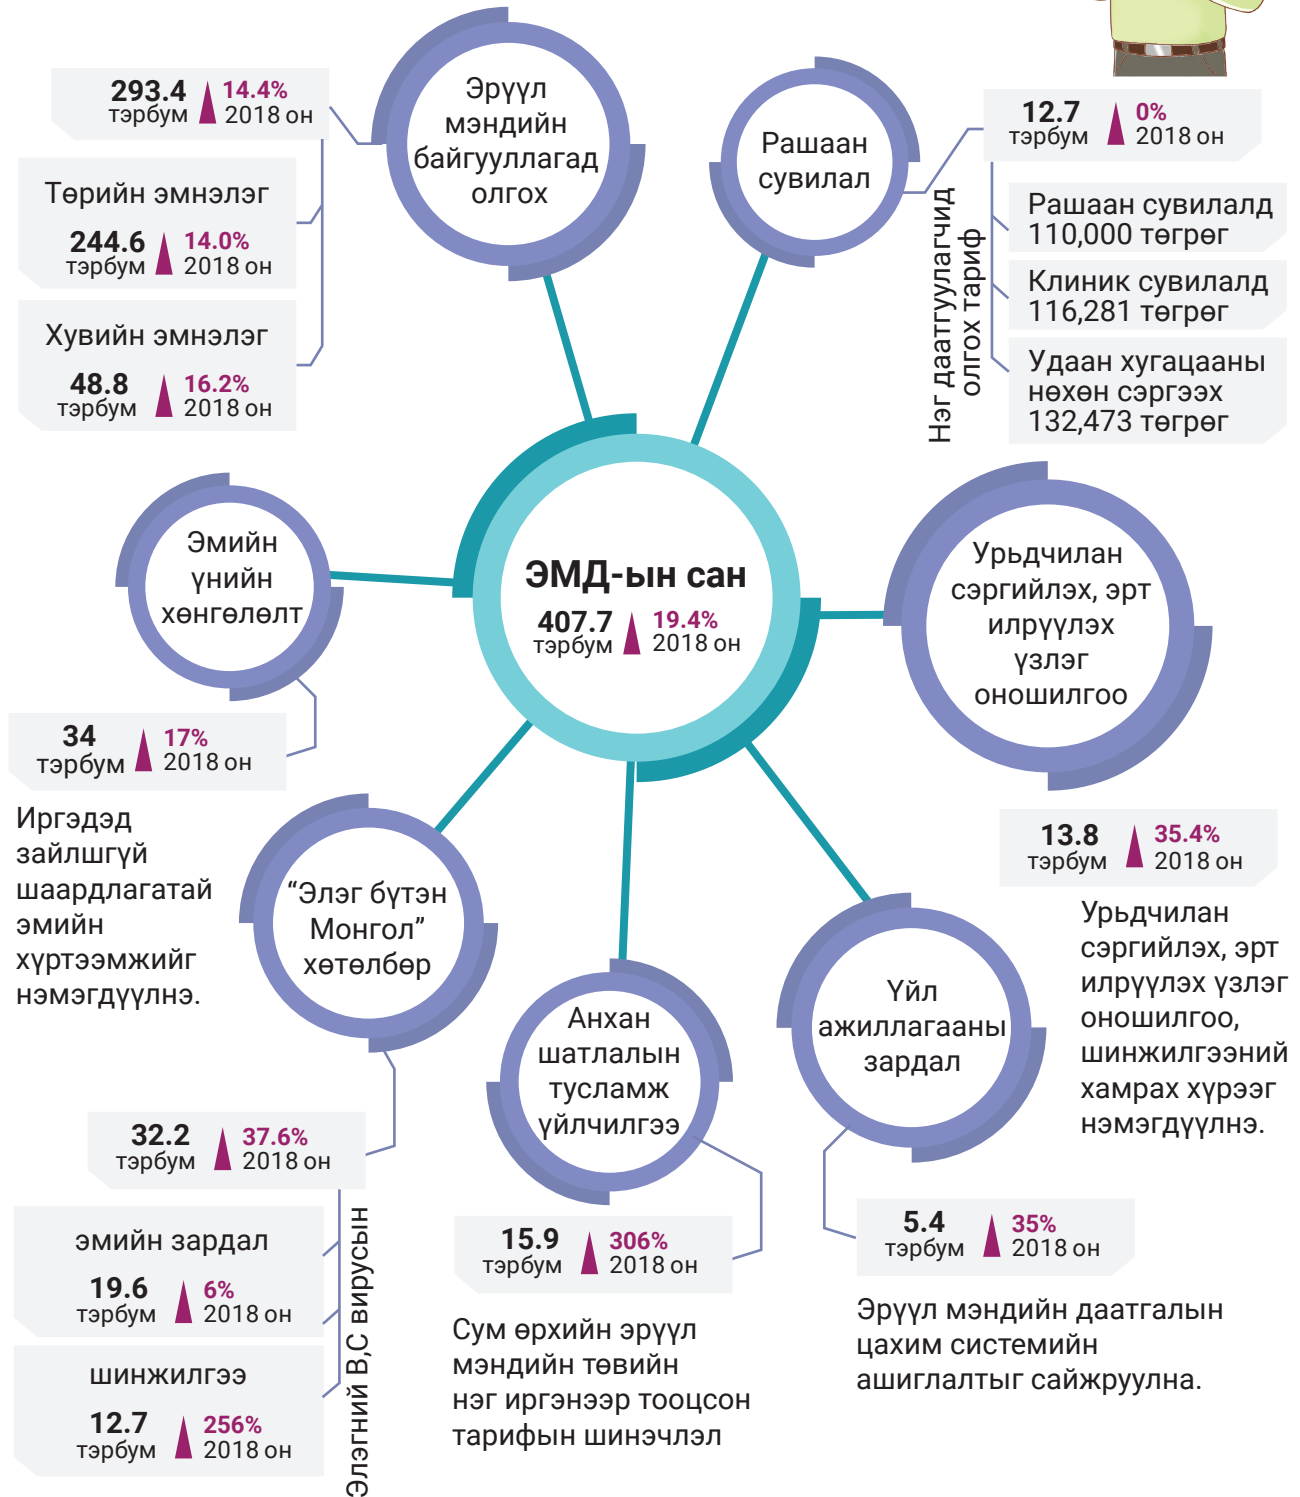 Эрүүл
мэндийн
байгууллагад
олгох
293.4
тэрбум
14.4%
2018 он
Төрийн эмнэлэг
244.6
тэрбум
14.0%
2018 он
Хувийн эмнэлэг
48.8
тэрбум
16.2%
2018 он
Рашаан
сувилал
12.7
тэрбум
0%
2018 он
Нэг даатгуулагчид
олгох тариф
Рашаан сувилалд
110,000 төгрөг
Клиник сувилалд
116,281 төгрөг
Удаан хугацааны
нөхөн сэргээх
132,473 төгрөг
ЭМД-ын сан
407.7
тэрбум
19.4%
2018 он
Эмийн
үнийн
хөнгөлөлт
34
тэрбум
17%
2018 он
Иргэдэд
зайлшгүй
шаардлагатай
эмийн
хүртээмжийг
нэмэгдүүлнэ.
Урьдчилан
сэргийлэх, эрт
илрүүлэх
үзлэг
оношилгоо
13.8
тэрбум
35.4%
2018 он
Урьдчилан
сэргийлэх, эрт
илрүүлэх үзлэг
оношилгоо,
шинжилгээний
хамрах хүрээг
нэмэгдүүлнэ.
“Элэг бүтэн
Монгол”
хөтөлбөр
32.2
тэрбум
37.6%
2018 он
Элэгний B,C вирусын
эмийн зардал
19.6
тэрбум
6%
2018 он
шинжилгээ
12.7
тэрбум
256%
2018 он
Анхан
шатлалын
тусламж
үйлчилгээ
15.9
тэрбум
306%
2018 он
Сум өрхийн эрүүл
мэндийн төвийн
нэг иргэнээр тооцсон
тарифын шинэчлэл
Үйл
ажиллагааны
зардал
5.4
тэрбум
35%
2018 он
Эрүүл мэндийн даатгалын
цахим системийн
ашиглалтыг сайжруулна.